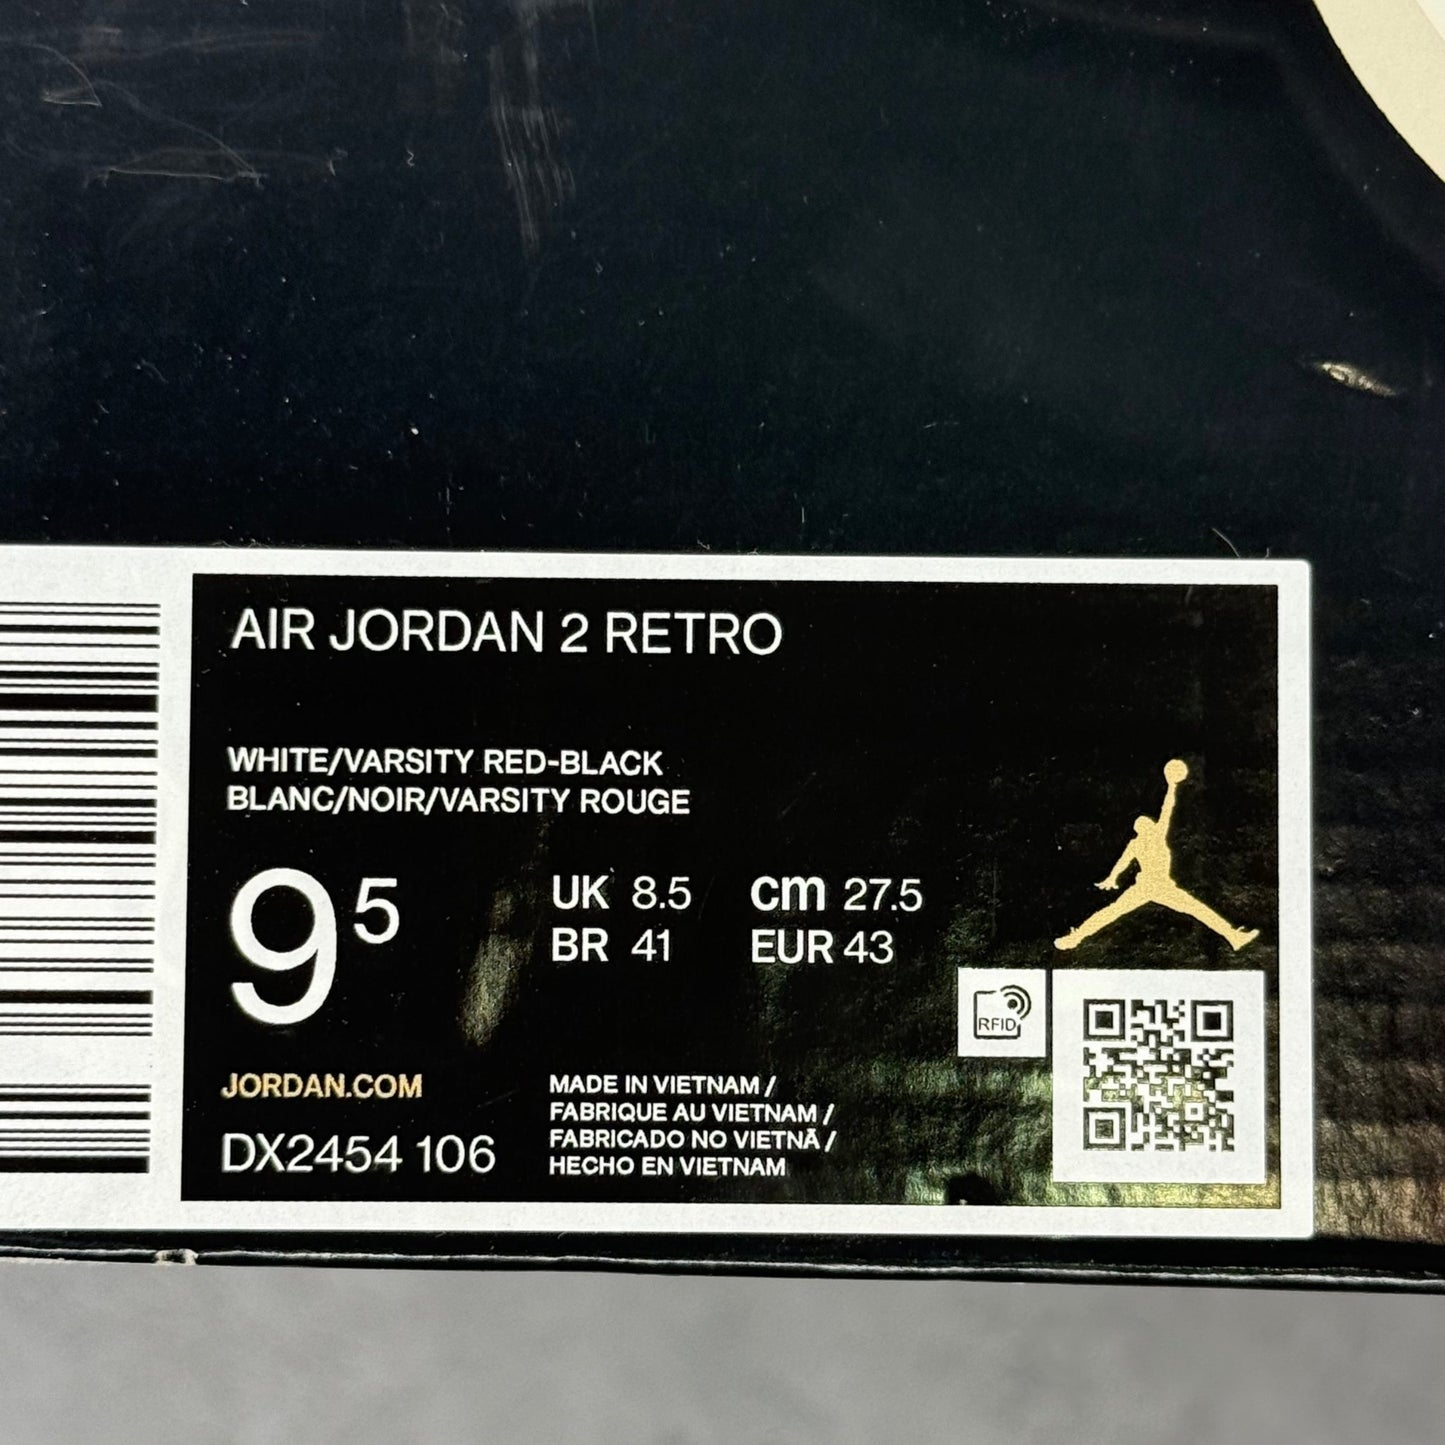 AIR JORDAN 2 RETRO
WHITE/VARSITY RED-BLACK
BLANC/NOIR/VARSITY ROUGE
9 5
UK 8.5 cm 27.5
BR 41 EUR 43
RFID
JORDAN.COM
DX2454 106
MADE IN VIETNAM /
FABRIQUE AU VIETNAM /
FABRICADO NO VIETNÃ /
HECHO EN VIETNAM